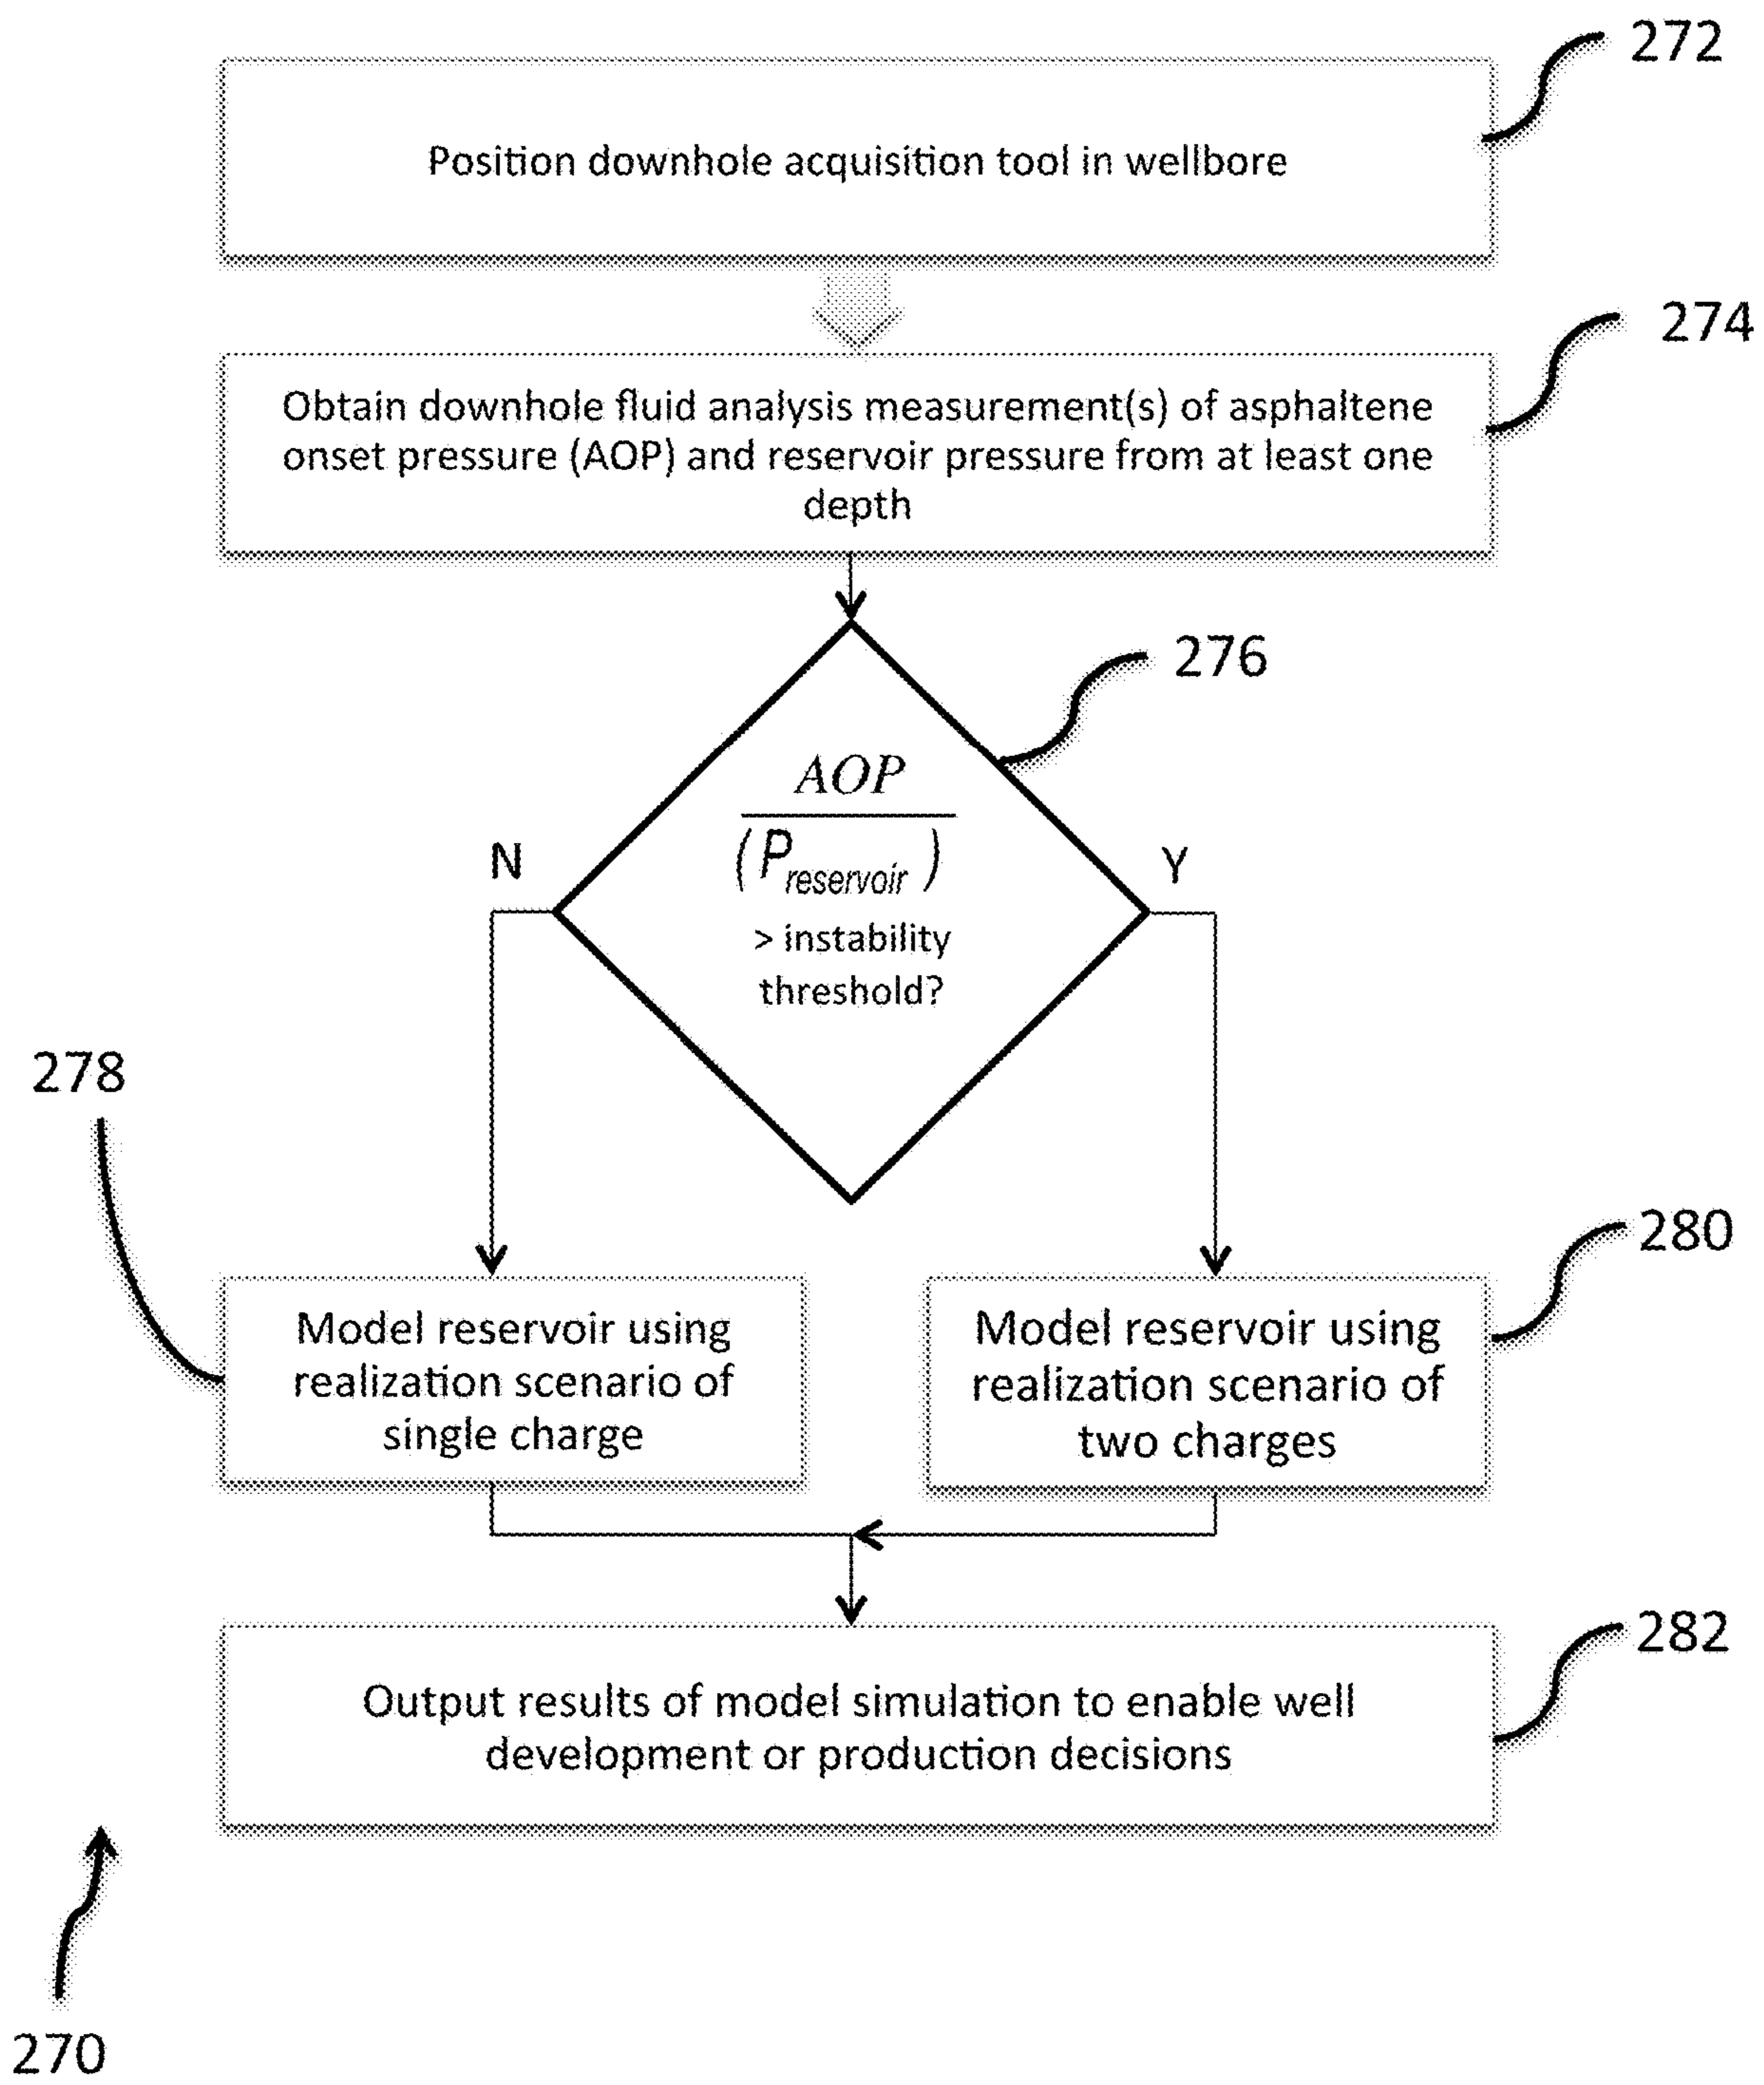 272
Position downhole acquisition tool in wellbore
274
Obtain downhole fluid analysis measurement(s) of asphaltene
onset pressure (AOP) and reservoir pressure from at least one
depth
276
AOP
(Preservoir)
> instability
threshold?
N
Y
278
280
Model reservoir using
realization scenario of
single charge
Model reservoir using
realization scenario of
two charges
282
Output results of model simulation to enable well
development or production decisions
270